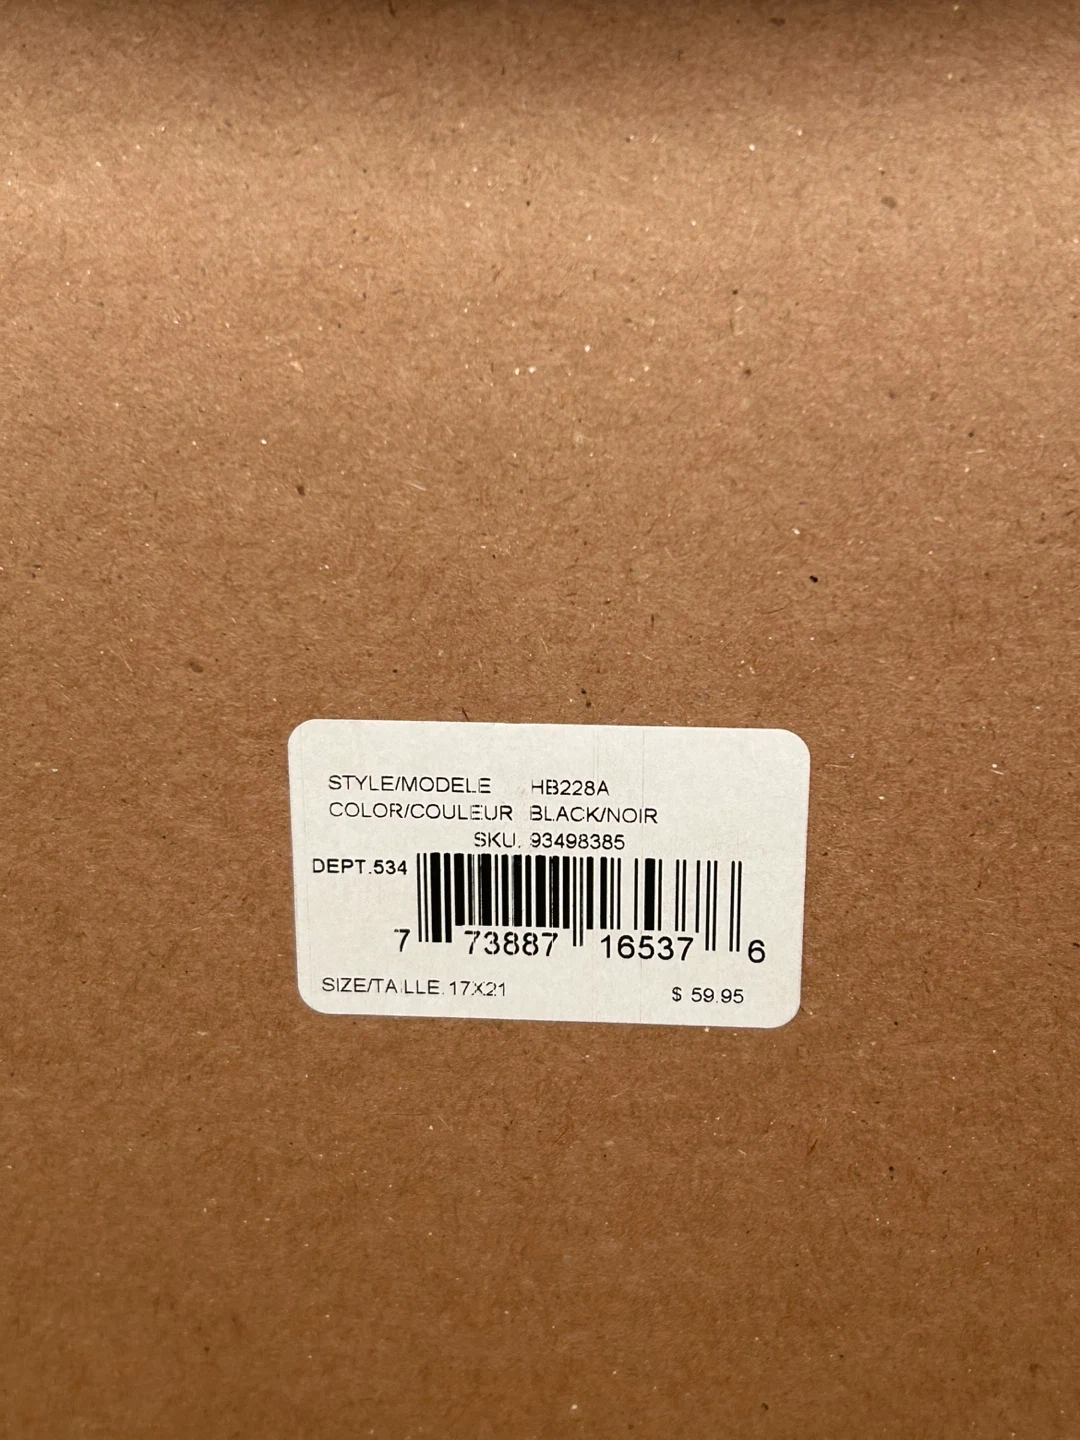 STYLE/MODELE HB228A
COLOR/COULEUR BLACK/NOIR
SKU. 93498385
DEPT.534
7 73887 16537 6
SIZE/TAILLE. 17X21 $ 59.95